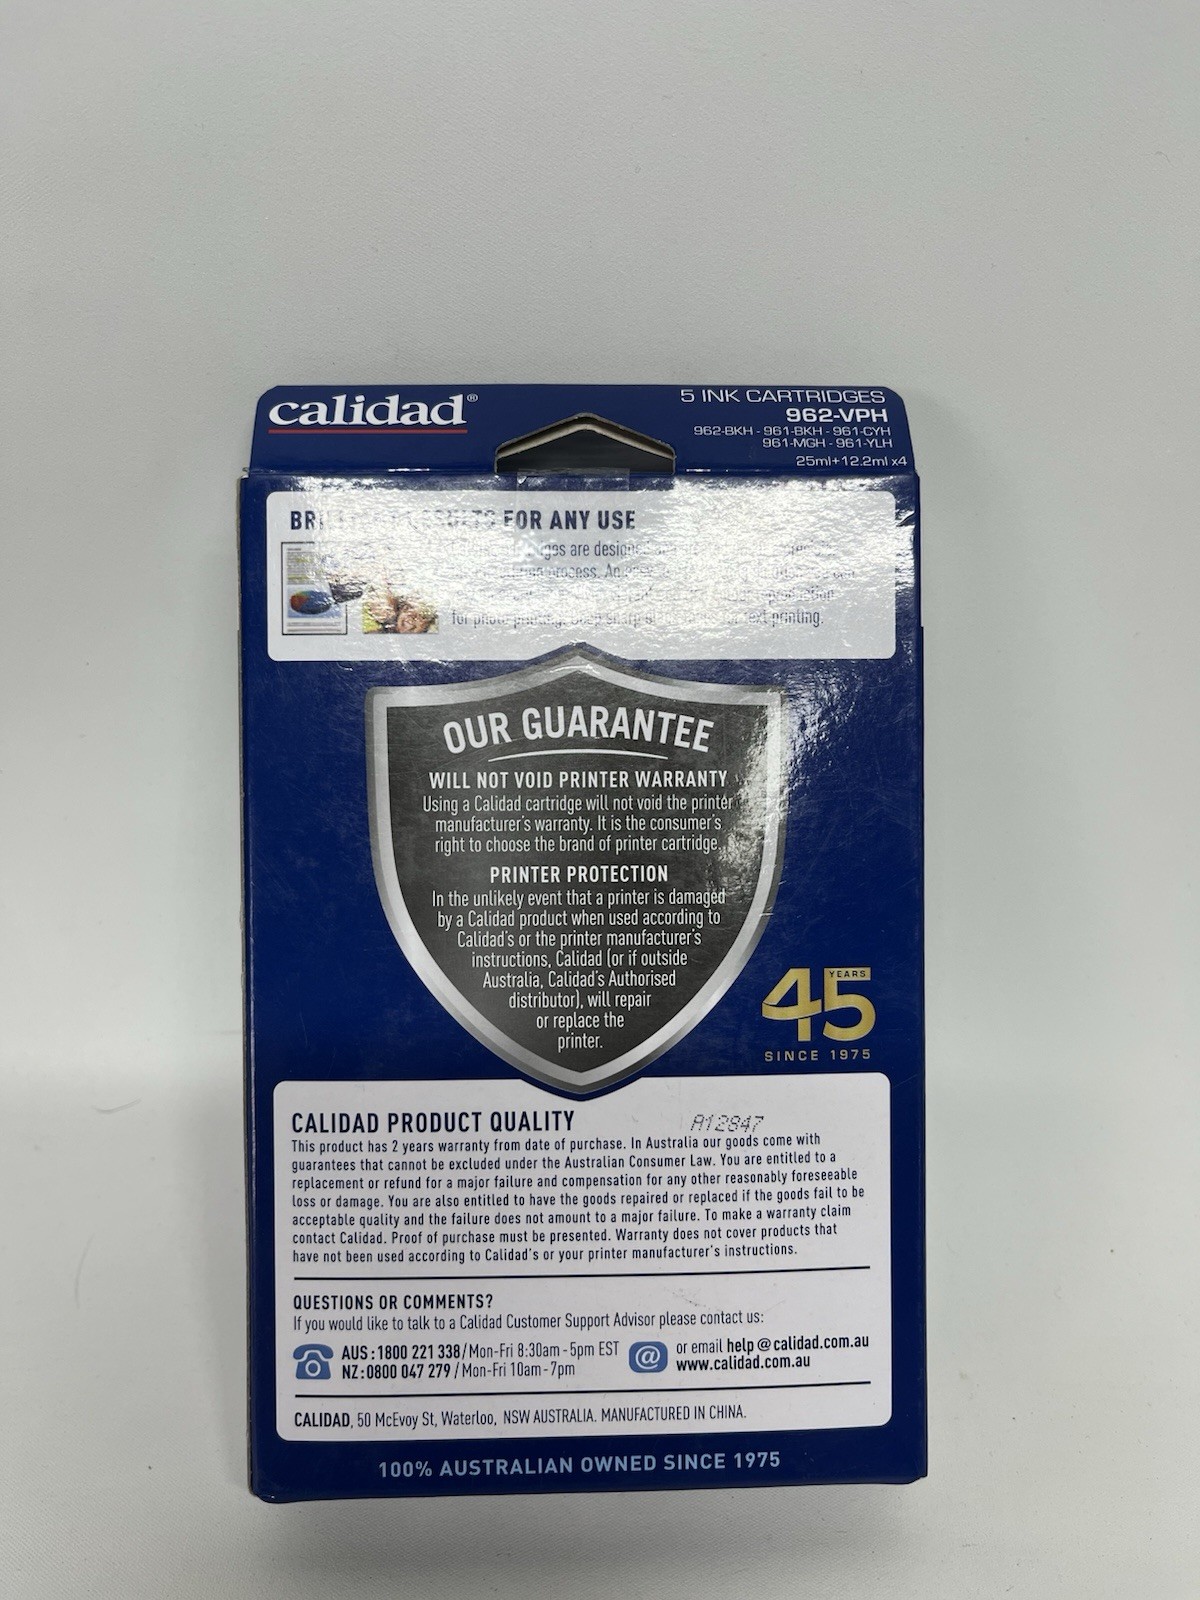 calidad®
5 INK CARTRIDGES
962-VPH
962-BKH - 961-BKH - 961-CYH
961-MGH - 961-YLH
25ml+12.2ml x4
FOR ANY USE
are
process.
for photo printing. sharp text printing.
OUR GUARANTEE
WILL NOT VOID PRINTER WARRANTY
Using a Calidad cartridge will not void the printer
manufacturer's warranty. It is the consumer's
right to choose the brand of printer cartridge.
PRINTER PROTECTION
In the unlikely event that a printer is damaged
by a Calidad product when used according to
Calidad's or the printer manufacturer's
instructions, Calidad (or if outside
Australia, Calidad's Authorised
distributor), will repair
or replace the
printer.
45 YEARS
SINCE 1975
CALIDAD PRODUCT QUALITY
A12847
This product has 2 years warranty from date of purchase. In Australia our goods come with
guarantees that cannot be excluded under the Australian Consumer Law. You are entitled to a
replacement or refund for a major failure and compensation for any other reasonably foreseeable
loss or damage. You are also entitled to have the goods repaired or replaced if the goods fail to be
acceptable quality and the failure does not amount to a major failure. To make a warranty claim
contact Calidad. Proof of purchase must be presented. Warranty does not cover products that
have not been used according to Calidad's or your printer manufacturer's instructions.
QUESTIONS OR COMMENTS?
If you would like to talk to a Calidad Customer Support Advisor please contact us:
AUS : 1800 221 338 / Mon-Fri 8:30am - 5pm EST
NZ : 0800 047 279 / Mon-Fri 10am - 7pm
@
or email help @ calidad.com.au
www.calidad.com.au
CALIDAD, 50 McEvoy St, Waterloo, NSW AUSTRALIA. MANUFACTURED IN CHINA.
100% AUSTRALIAN OWNED SINCE 1975